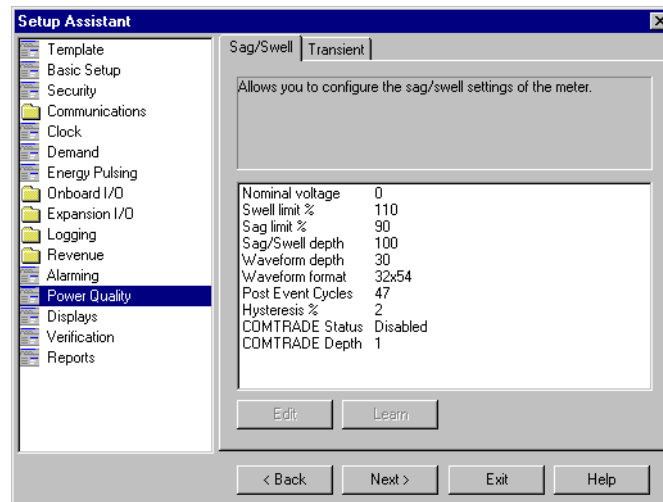 Setup Assistant
Template
Basic Setup
Security
Communications
Clock
Demand
Energy Pulsing
Onboard I/O
Expansion I/O
Logging
Revenue
Alarming
Power Quality
Displays
Verification
Reports
Sag/Swell Transient
Allows you to configure the sag/swell settings of the meter.
Nominal voltage 0
Swell limit % 110
Sag limit % 90
Sag/Swell depth 100
Waveform depth 30
Waveform format 32x54
Post Event Cycles 47
Hysteresis % 2
COMTRADE Status Disabled
COMTRADE Depth 1
Edit Learn
< Back Next > Exit Help